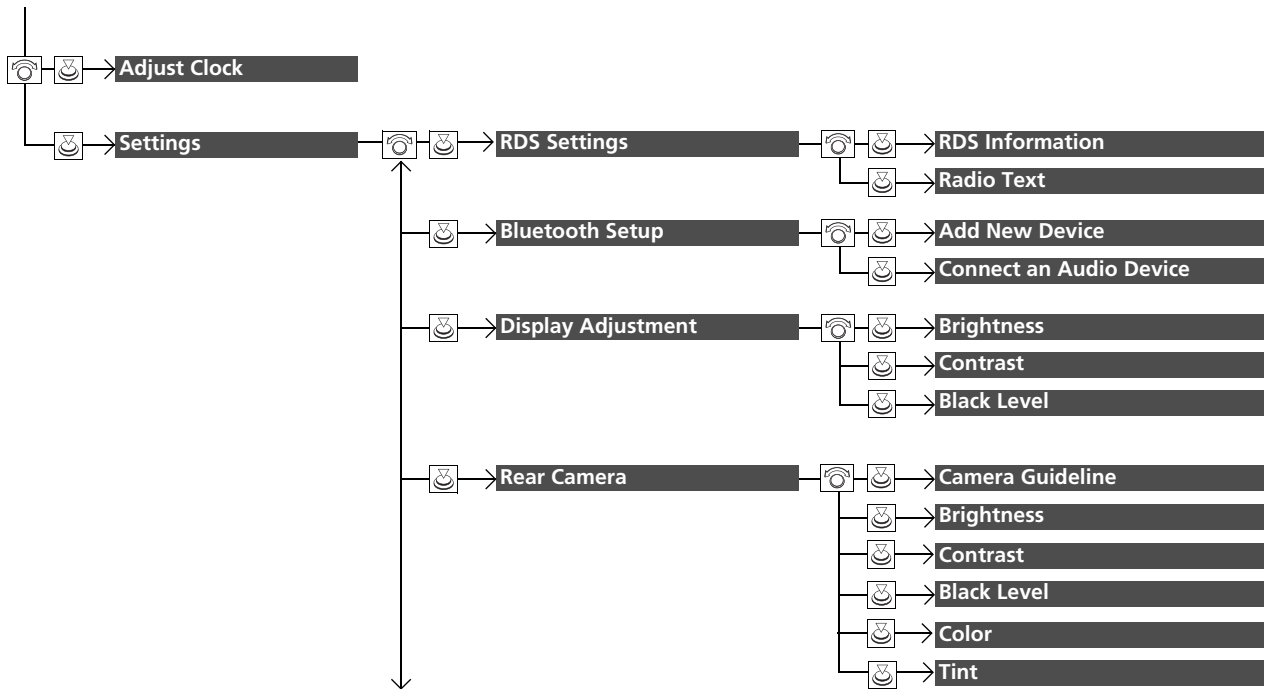 Adjust Clock
Settings
RDS Settings
RDS Information
Radio Text
Bluetooth Setup
Add New Device
Connect an Audio Device
Display Adjustment
Brightness
Contrast
Black Level
Rear Camera
Camera Guideline
Brightness
Contrast
Black Level
Color
Tint